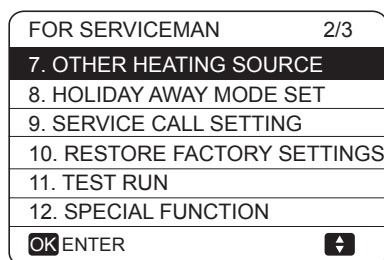 FOR SERVICEMAN 2/3
7. OTHER HEATING SOURCE
8. HOLIDAY AWAY MODE SET
9. SERVICE CALL SETTING
10. RESTORE FACTORY SETTINGS
11. TEST RUN
12. SPECIAL FUNCTION
OK ENTER